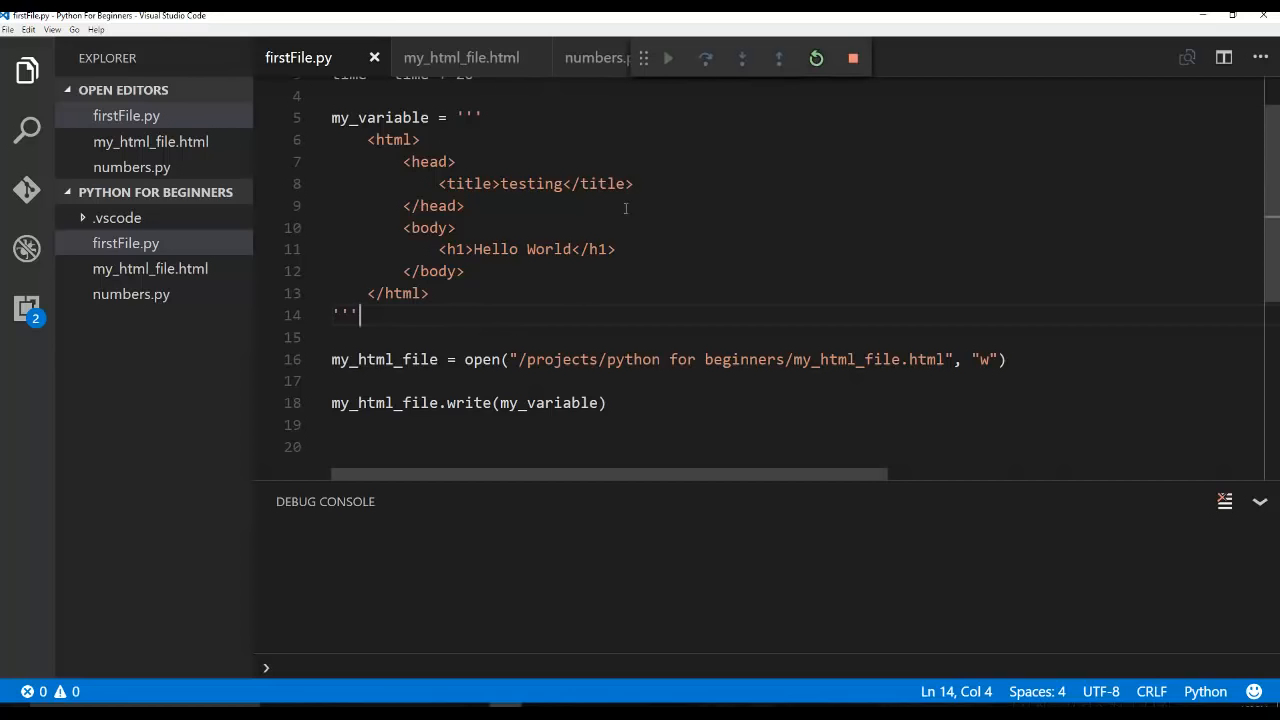 firstFile.py - Python For Beginners - Visual Studio Code
File Edit View Go Help
EXPLORER
OPEN EDITORS
firstFile.py
my_html_file.html
numbers.py
PYTHON FOR BEGINNERS
.vscode
firstFile.py
my_html_file.html
numbers.py
2
firstFile.py my_html_file.html numbers.p
4
5 my_variable = '''
6 <html>
7 <head>
8 <title>testing</title>
9 </head>
10 <body>
11 <h1>Hello World</h1>
12 </body>
13 </html>
14 '''
15
16 my_html_file = open("/projects/python for beginners/my_html_file.html", "w")
17
18 my_html_file.write(my_variable)
19
20
DEBUG CONSOLE
0 0 Ln 14, Col 4 Spaces: 4 UTF-8 CRLF Python